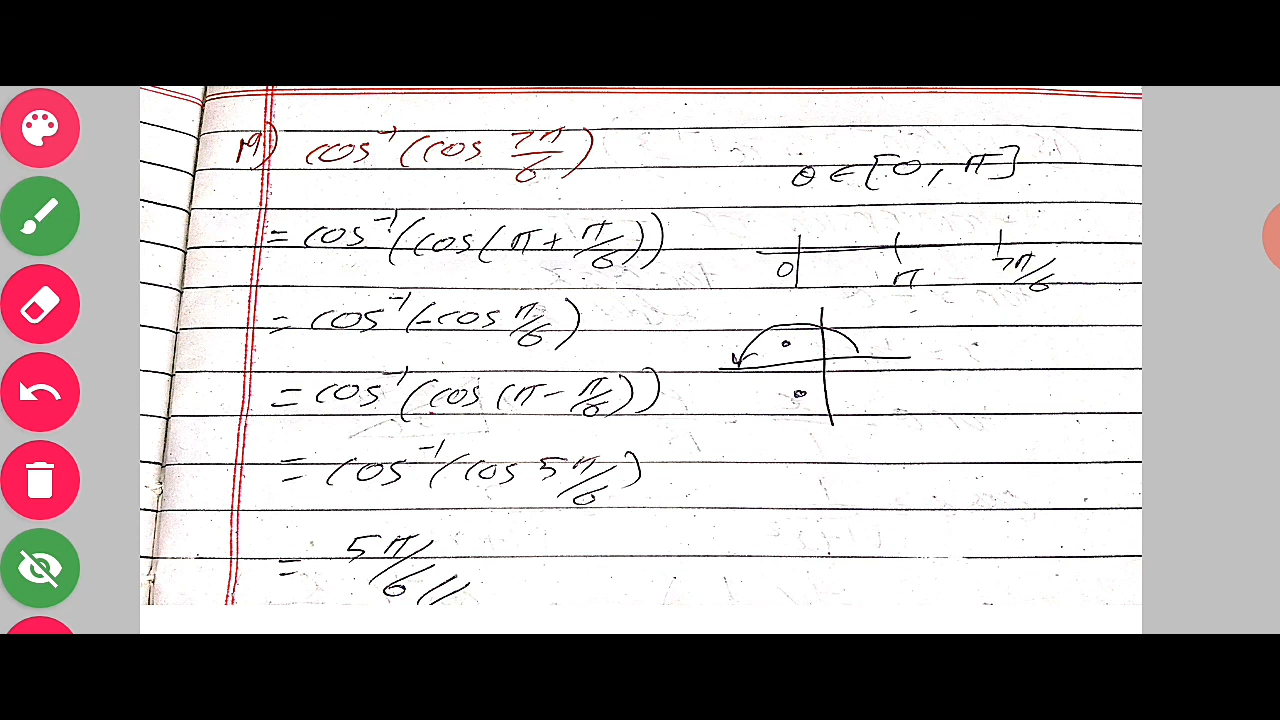 19) cos⁻¹(cos 7π/6)
θ ∈ [0, π]
= cos⁻¹(cos(π + π/6))
0 π 7π/6
= cos⁻¹(-cos π/6)
= cos⁻¹(cos(π - π/6))
= cos⁻¹(cos 5π/6)
= 5π/6 //